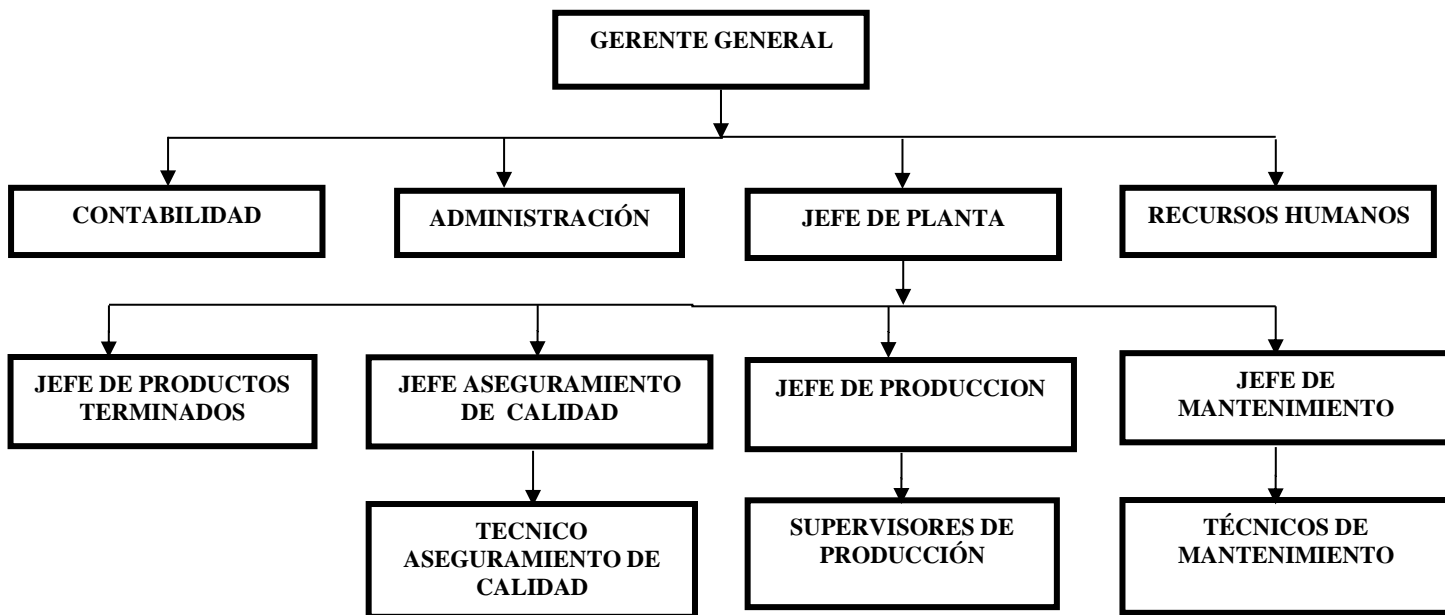 GERENTE GENERAL
CONTABILIDAD
ADMINISTRACIÓN
JEFE DE PLANTA
RECURSOS HUMANOS
JEFE DE PRODUCTOS
TERMINADOS
JEFE ASEGURAMIENTO
DE CALIDAD
JEFE DE PRODUCCION
JEFE DE
MANTENIMIENTO
TECNICO
ASEGURAMIENTO DE
CALIDAD
SUPERVISORES DE
PRODUCCIÓN
TÉCNICOS DE
MANTENIMIENTO